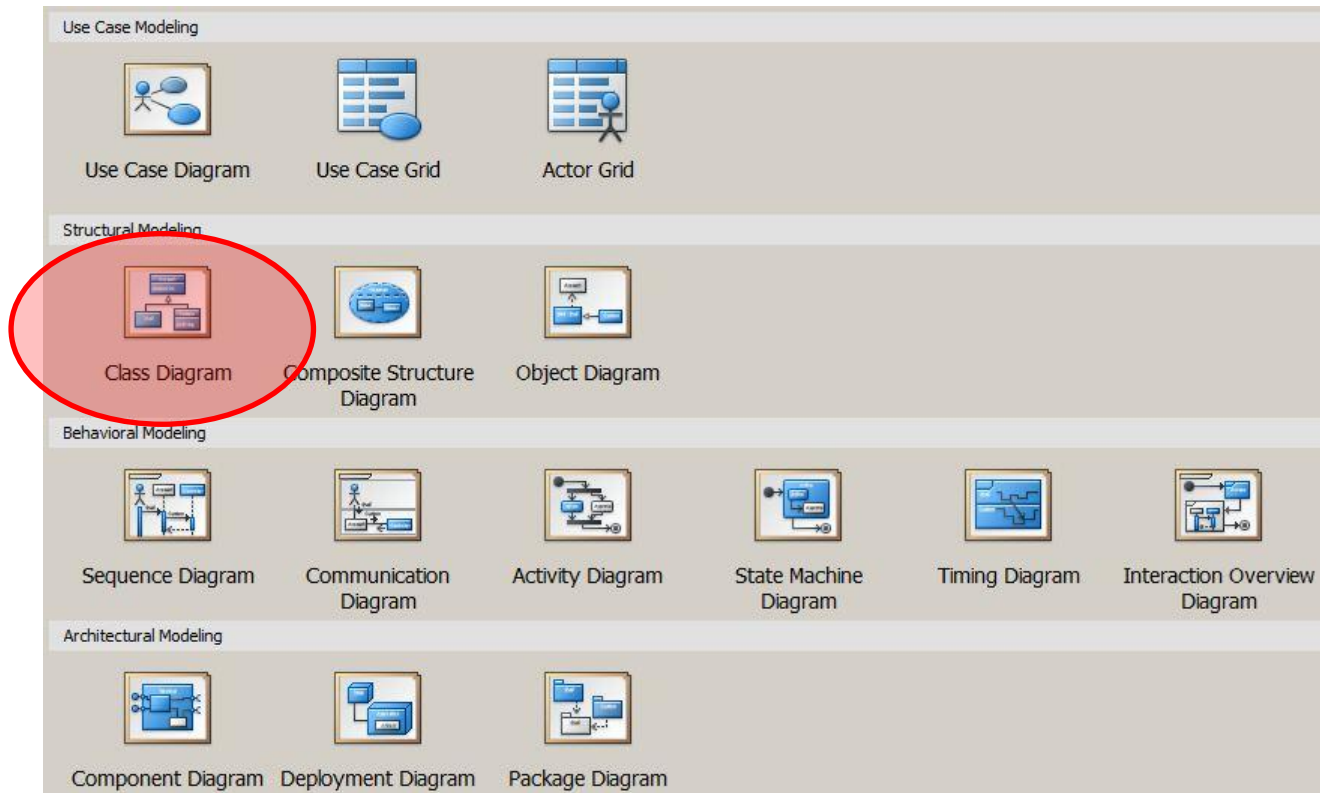 Use Case Modeling
Use Case Diagram
Use Case Grid
Actor Grid
Structural Modeling
Class Diagram
Composite Structure
Diagram
Object Diagram
Behavioral Modeling
Sequence Diagram
Communication
Diagram
Activity Diagram
State Machine
Diagram
Timing Diagram
Interaction Overview
Diagram
Architectural Modeling
Component Diagram
Deployment Diagram
Package Diagram